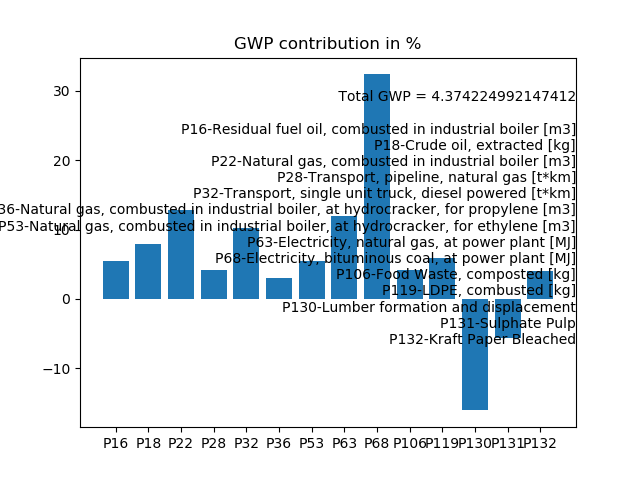 GWP contribution in %
Total GWP = 4.374224992147412
P16-Residual fuel oil, combusted in industrial boiler [m3]
P18-Crude oil, extracted [kg]
P22-Natural gas, combusted in industrial boiler [m3]
P28-Transport, pipeline, natural gas [t*km]
P32-Transport, single unit truck, diesel powered [t*km]
36-Natural gas, combusted in industrial boiler, at hydrocracker, for propylene [m3]
P53-Natural gas, combusted in industrial boiler, at hydrocracker, for ethylene [m3]
P63-Electricity, natural gas, at power plant [MJ]
P68-Electricity, bituminous coal, at power plant [MJ]
P106-Food Waste, composted [kg]
P119-LDPE, combusted [kg]
P130-Lumber formation and displacement
P131-Sulphate Pulp
P132-Kraft Paper Bleached
30
20
10
0
−10
P16 P18 P22 P28 P32 P36 P53 P63 P68 P106 P119 P130 P131 P132